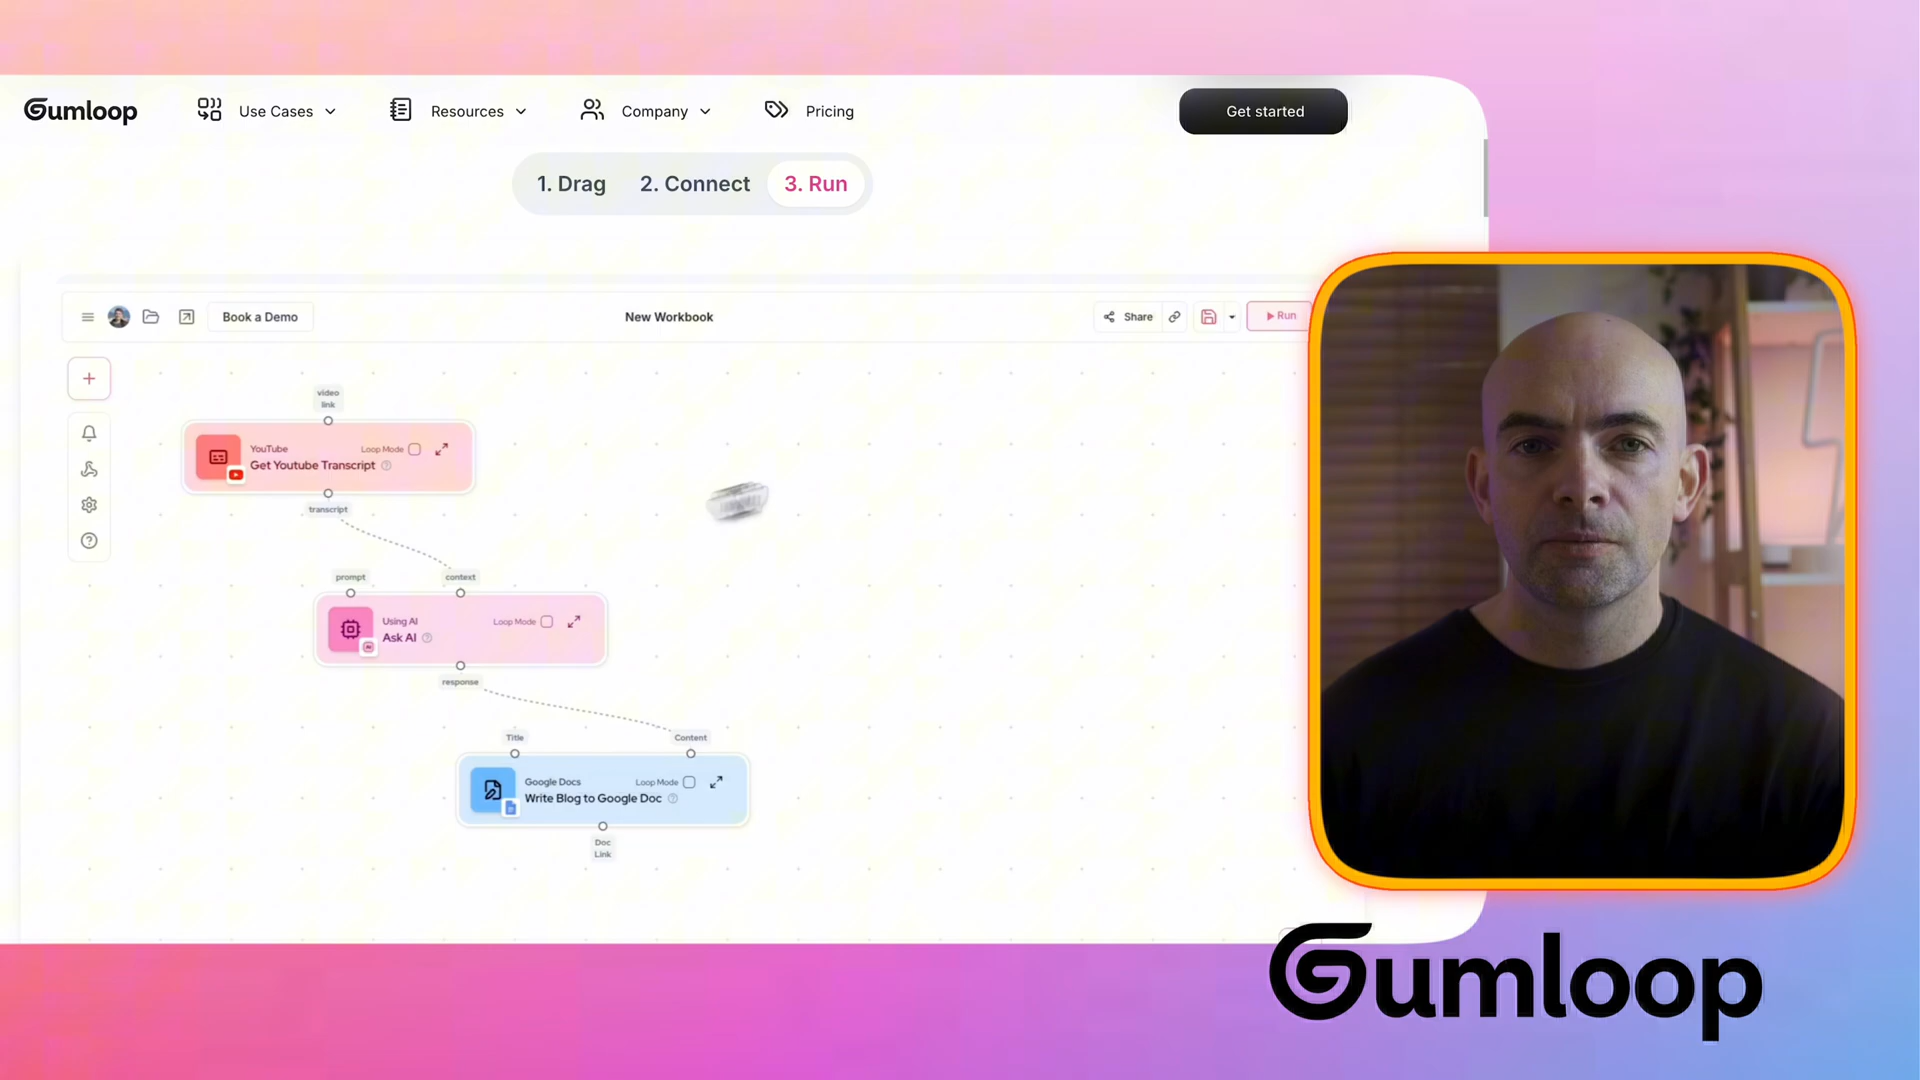 Gumloop
Use Cases
Resources
Company
Pricing
Get started
1. Drag
2. Connect
3. Run
Book a Demo
New Workbook
Share
Run
video
link
YouTube
Loop Mode
Get Youtube Transcript
transcript
prompt
context
Using AI
Loop Mode
Ask AI
response
Title
Content
Google Docs
Loop Mode
Write Blog to Google Doc
Doc
Link
Gumloop